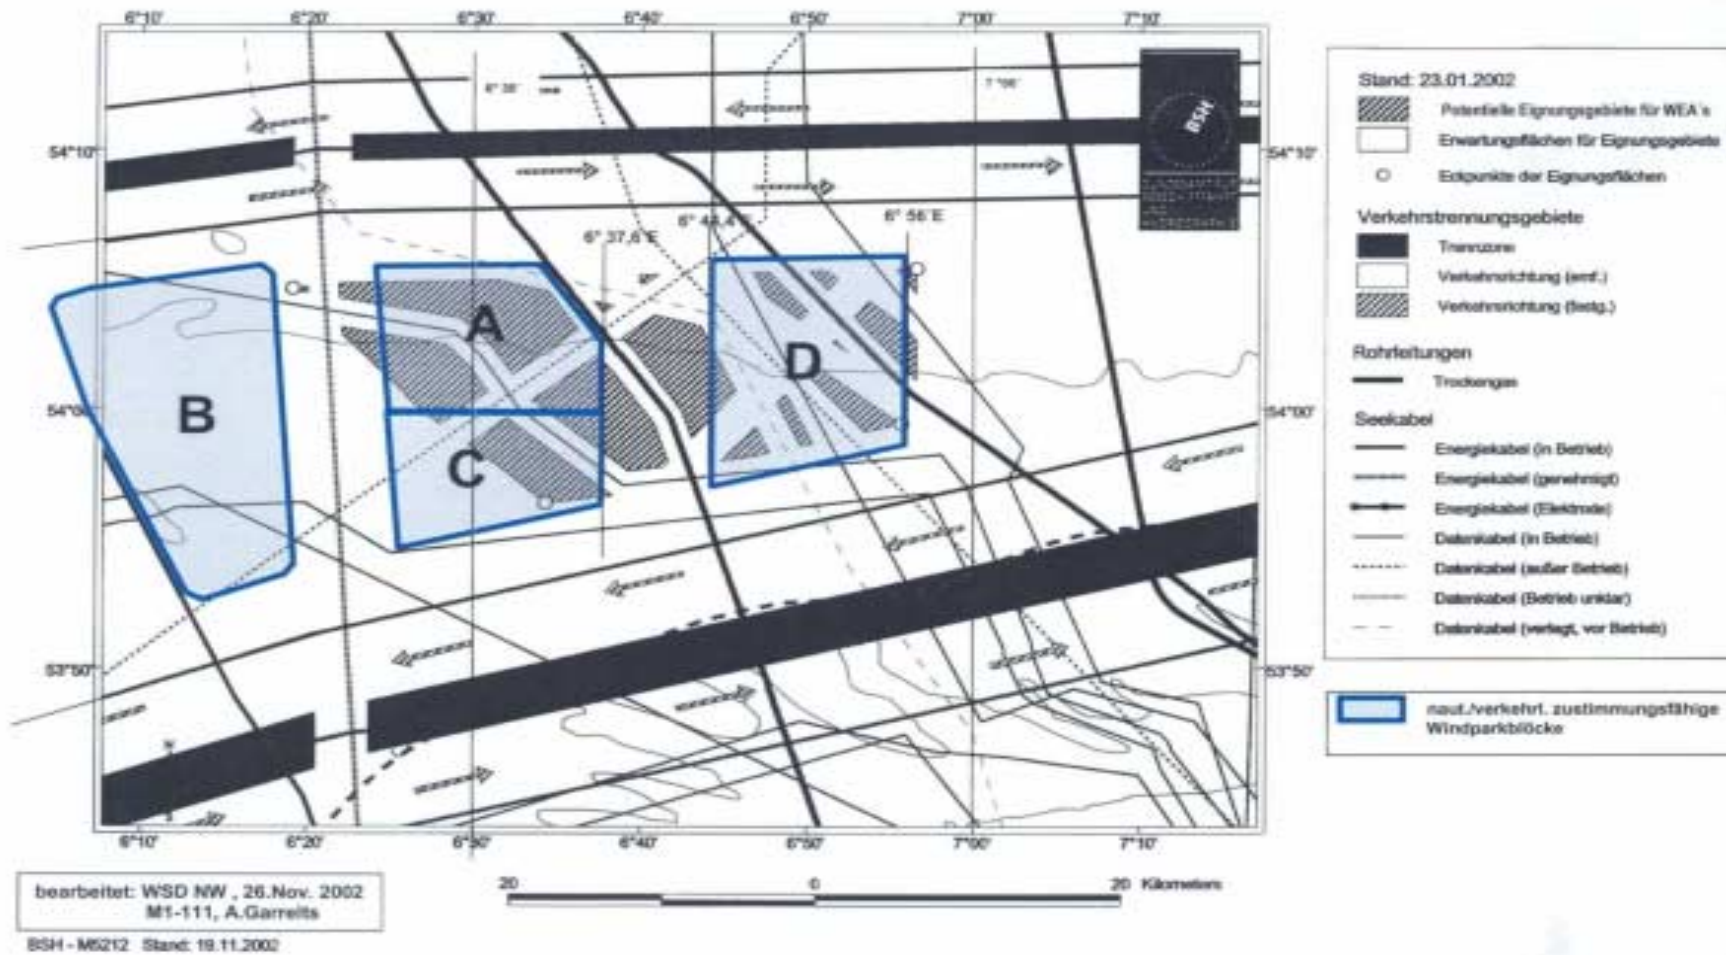 6°10' 6°20' 6°30' 6°40' 6°50' 7°00' 7°10'
54°10'
54°00'
53°50'
6° 37,6'E
6° 44,4'E
6° 56'E
A
B
C
D
BSH
54°10'
54°00'
53°50'
6°10' 6°20' 6°30' 6°40' 6°50' 7°00' 7°10'
Stand: 23.01.2002
Potentielle Eignungsgebiete für WEA´s
Erwartungsflächen für Eignungsgebiete
Eckpunkte der Eignungsflächen
Verkehrstrennungsgebiete
Trennzone
Verkehrsrichtung (emf.)
Verkehrsrichtung (festg.)
Rohrleitungen
Trockengas
Seekabel
Energiekabel (in Betrieb)
Energiekabel (genehmigt)
Energiekabel (Elektrode)
Datenkabel (in Betrieb)
Datenkabel (außer Betrieb)
Datenkabel (Betrieb unklar)
Datenkabel (verlegt, vor Betrieb)
naut./verkehrl. zustimmungsfähige
Windparkblöcke
bearbeitet: WSD NW , 26.Nov. 2002
M1-111, A.Garrelts
BSH - M5212 Stand: 19.11.2002
20 0 20 Kilometers